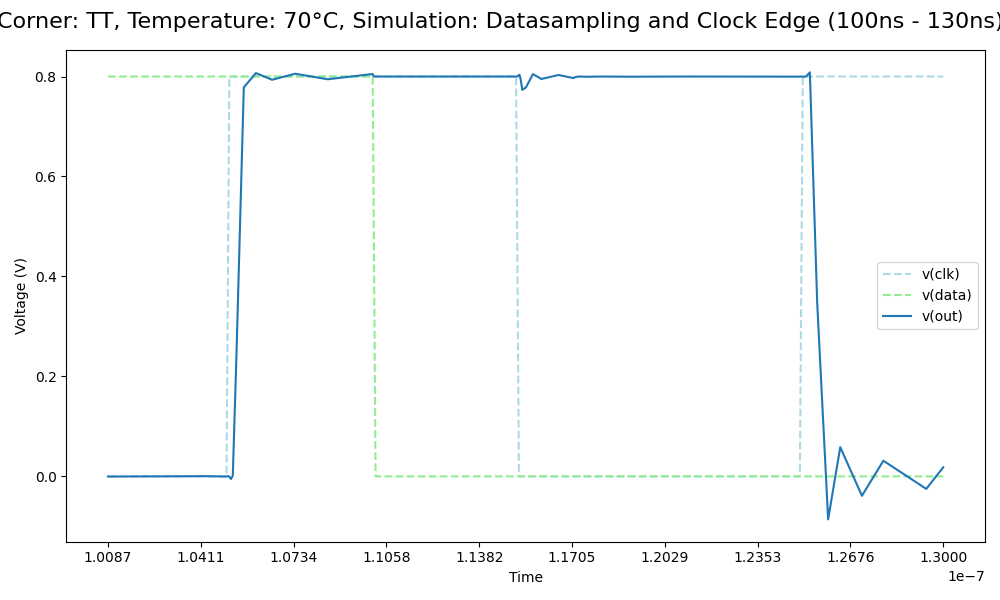 Corner: TT, Temperature: 70°C, Simulation: Datasampling and Clock Edge (100ns - 130ns)
Voltage (V)
0.8
0.6
0.4
0.2
0.0
v(clk)
v(data)
v(out)
1.0087 1.0411 1.0734 1.1058 1.1382 1.1705 1.2029 1.2353 1.2676 1.3000
1e−7
Time